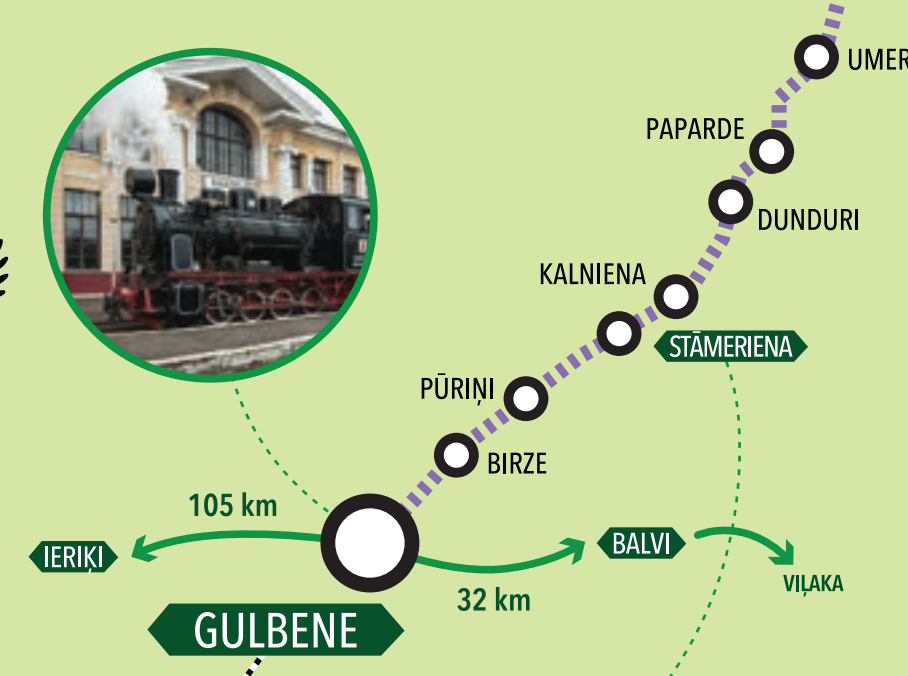 UMER
PAPARDE
DUNDURI
KALNIENA
STĀMERIENA
PŪRIŅI
BIRZE
105 km
IERIĶI
BALVI
VIĻAKA
32 km
GULBENE